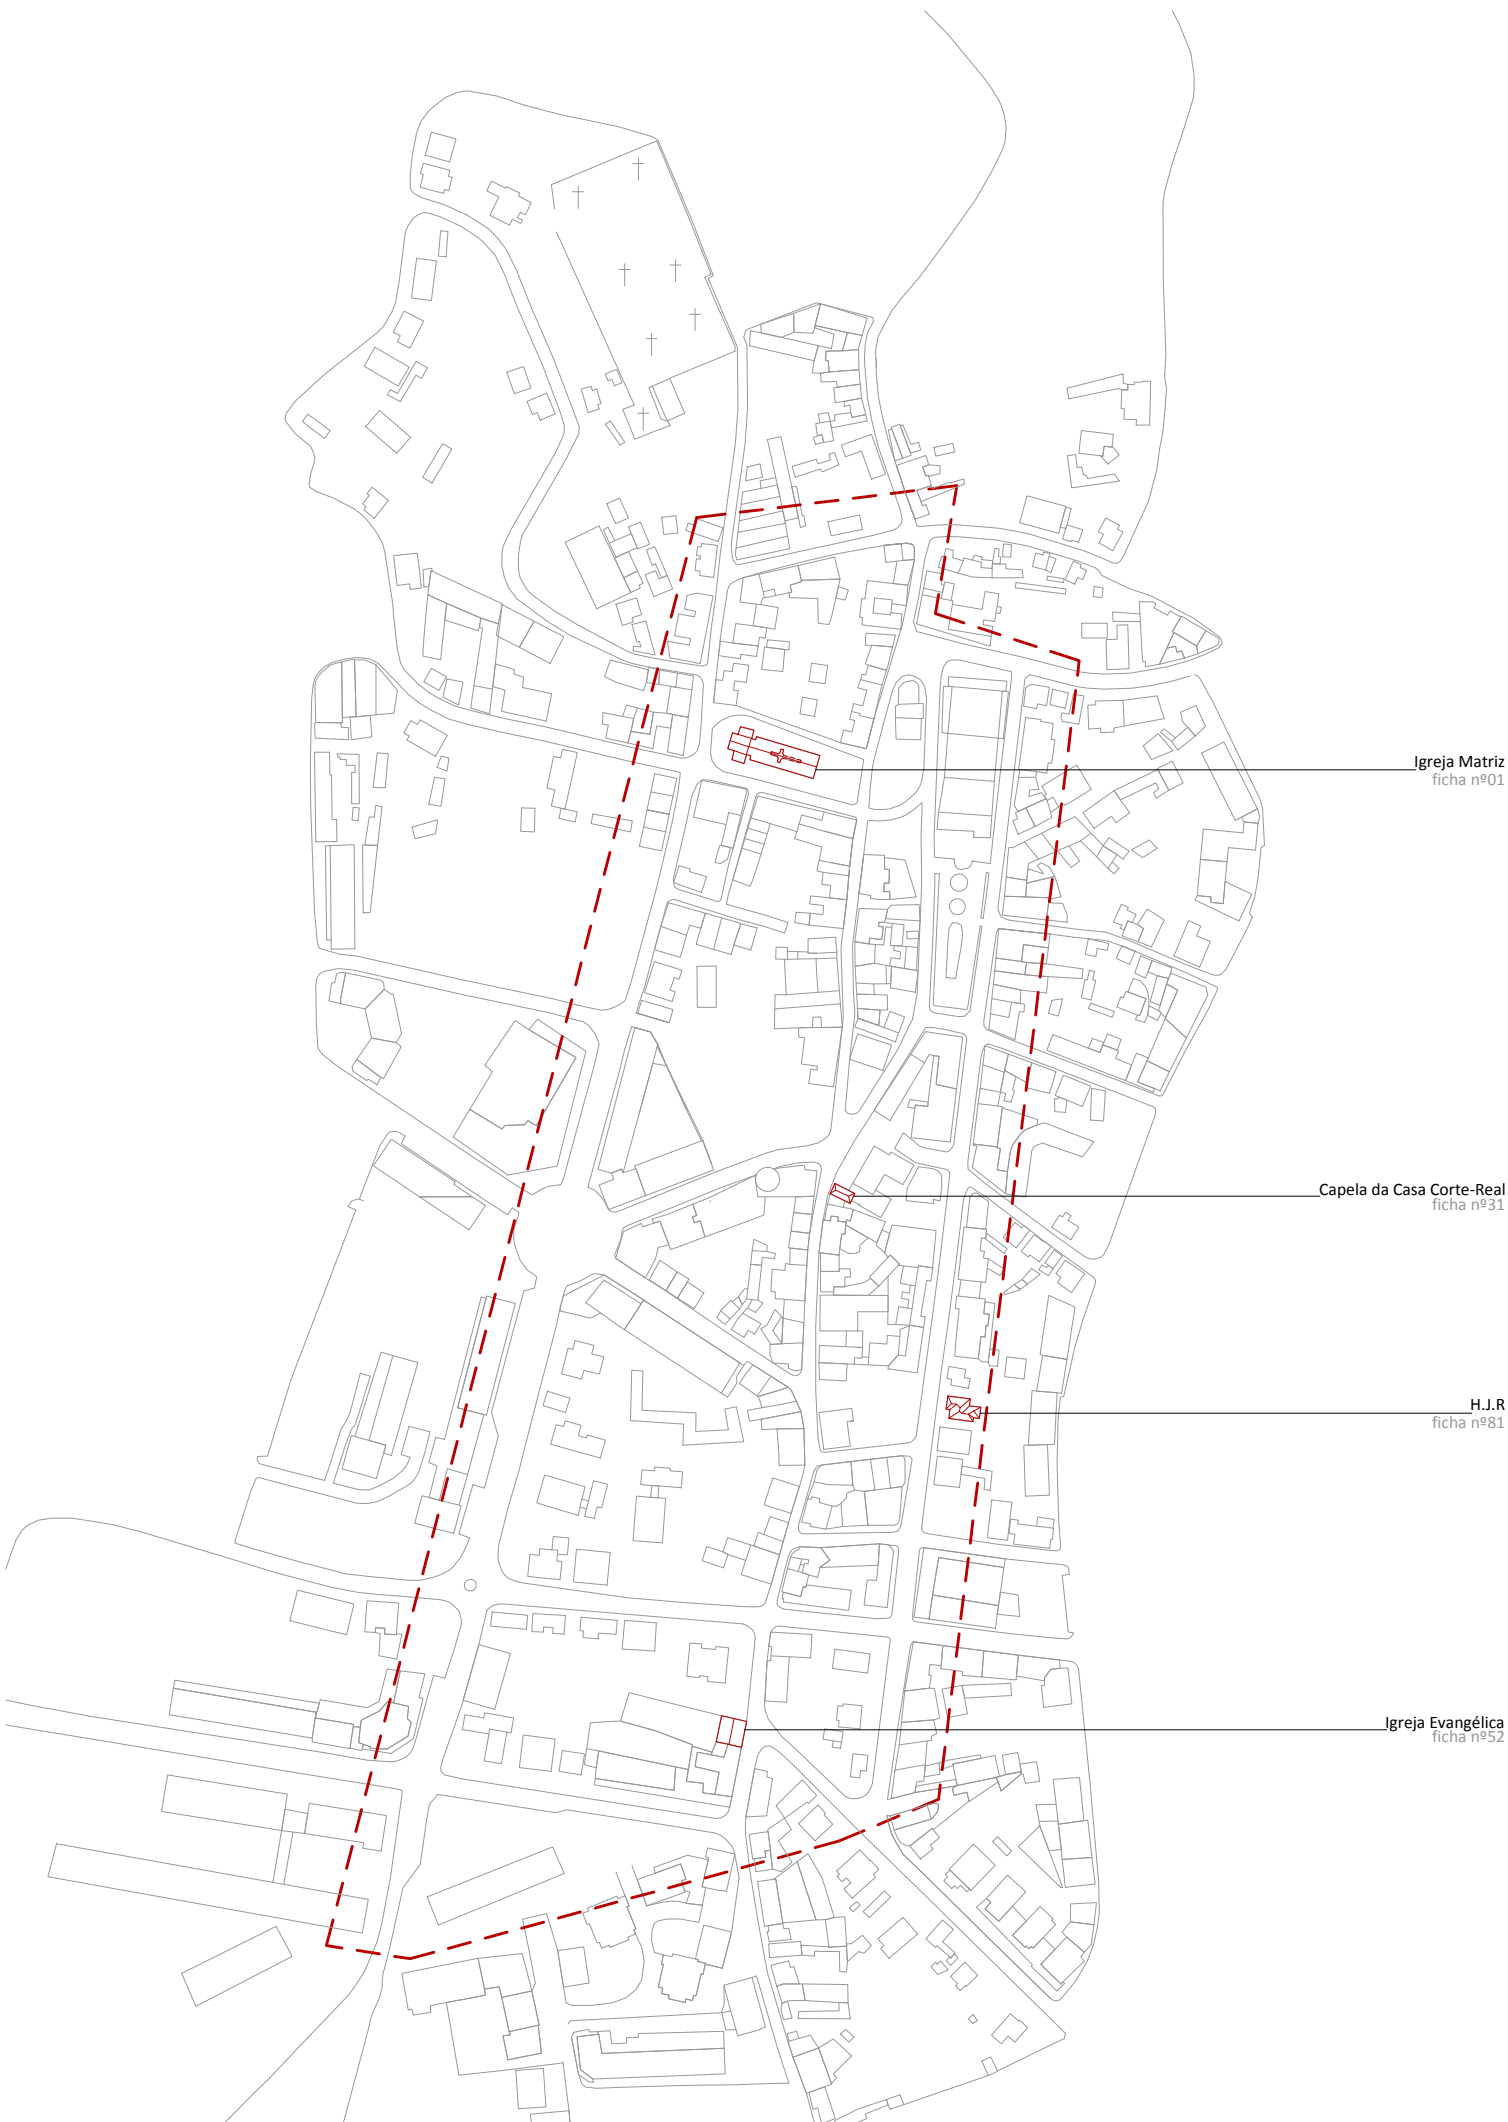 Igreja Matriz
ficha nº01
Capela da Casa Corte-Real
ficha nº31
H.J.R
ficha nº81
Igreja Evangélica
ficha nº52